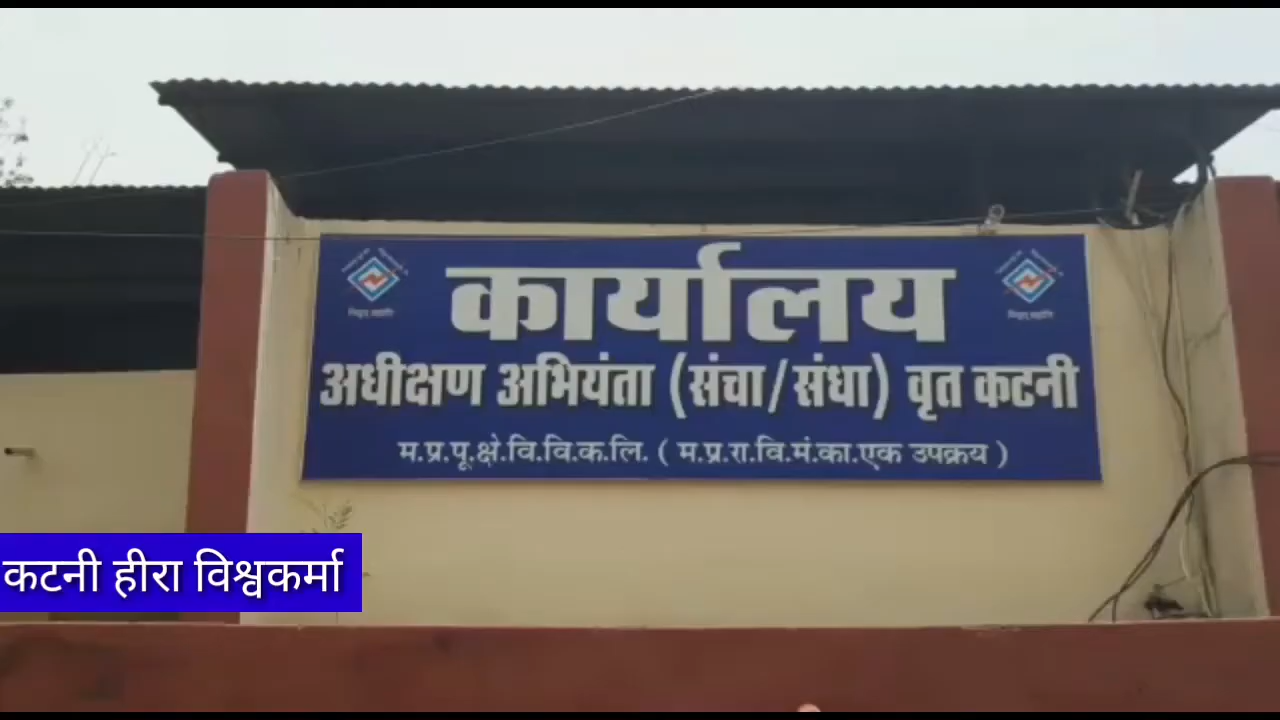 कार्यालय
अधीक्षण अभियंता (संचा/संधा) वृत कटनी
म.प्र.पू.क्षे.वि.वि.क.लि. ( म.प्र.रा.वि.मं.का.एक उपक्रय )
कटनी हीरा विश्वकर्मा